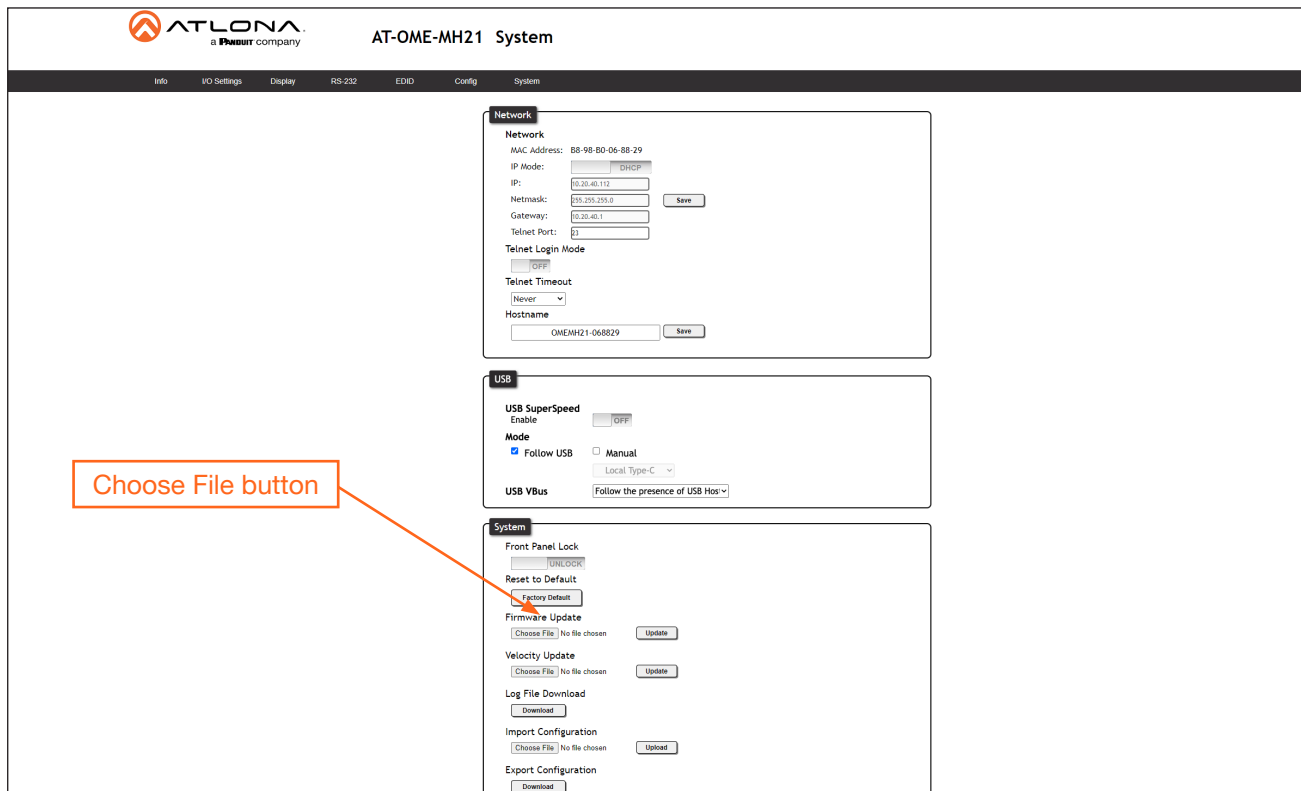 ATLONA.
a PANDUIT company
AT-OME-MH21 System
Info I/O Settings Display RS-232 EDID Config System
Network
Network
MAC Address: B8-98-B0-06-88-29
IP Mode: DHCP
IP: 10.20.40.112
Netmask: 255.255.255.0 Save
Gateway: 10.20.40.1
Telnet Port: 23
Telnet Login Mode
OFF
Telnet Timeout
Never
Hostname
OMEMH21-068829 Save
USB
USB SuperSpeed
Enable OFF
Mode
Follow USB Manual
Local Type-C
USB VBus Follow the presence of USB Hos
Choose File button
System
Front Panel Lock
UNLOCK
Reset to Default
Factory Default
Firmware Update
Choose File No file chosen Update
Velocity Update
Choose File No file chosen Update
Log File Download
Download
Import Configuration
Choose File No file chosen Upload
Export Configuration
Download